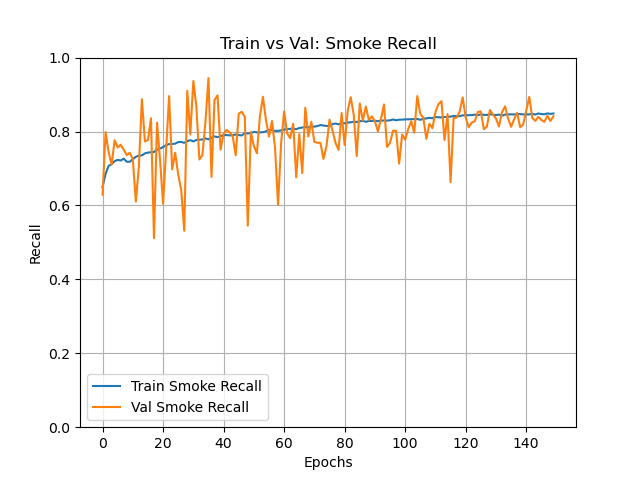 Train vs Val: Smoke Recall
1.0
0.8
0.6
0.4
0.2
0.0
Recall
Train Smoke Recall
Val Smoke Recall
0 20 40 60 80 100 120 140
Epochs